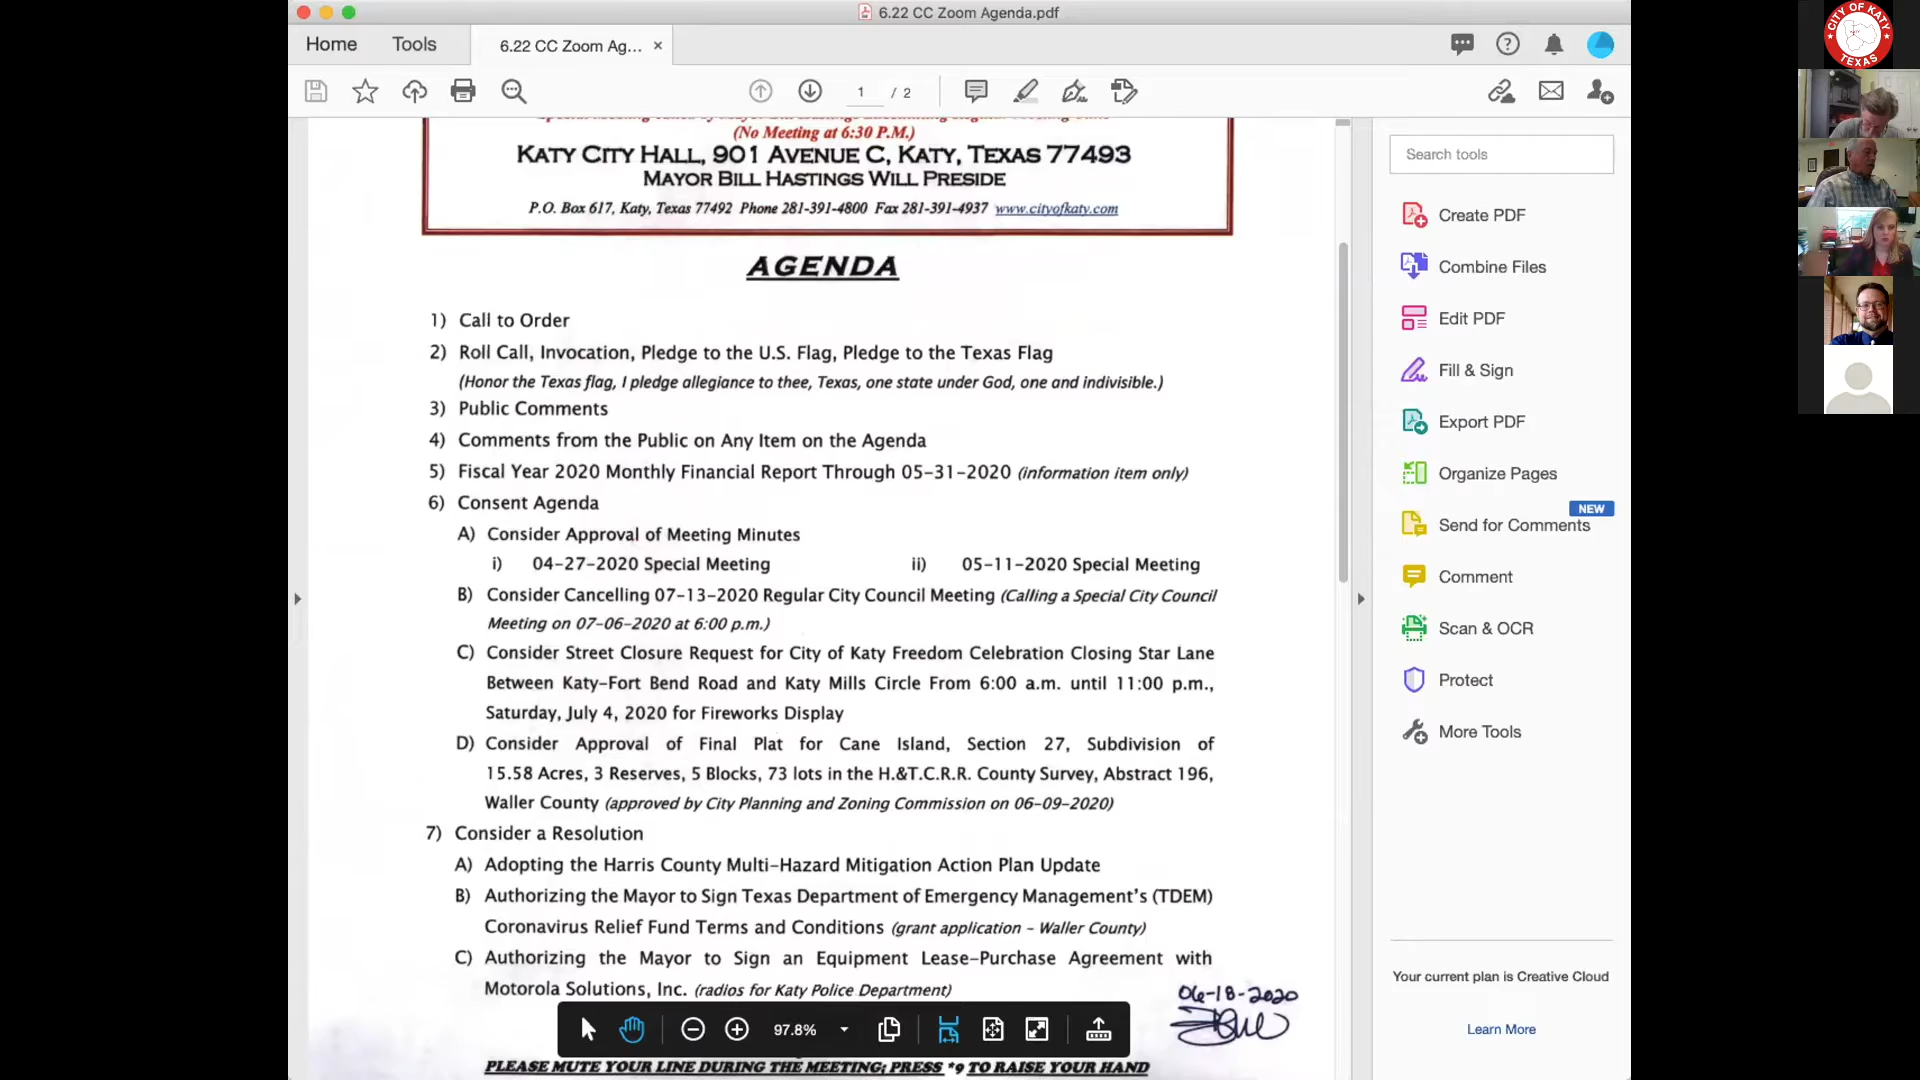 6.22 CC Zoom Agenda.pdf
Home
Tools
6.22 CC Zoom Ag...
1 / 2
(No Meeting at 6:30 P.M.)
KATY CITY HALL, 901 AVENUE C, KATY, TEXAS 77493
MAYOR BILL HASTINGS WILL PRESIDE
P.O. Box 617, Katy, Texas 77492 Phone 281-391-4800 Fax 281-391-4937 www.cityofkaty.com
AGENDA
1) Call to Order
2) Roll Call, Invocation, Pledge to the U.S. Flag, Pledge to the Texas Flag
(Honor the Texas flag, I pledge allegiance to thee, Texas, one state under God, one and indivisible.)
3) Public Comments
4) Comments from the Public on Any Item on the Agenda
5) Fiscal Year 2020 Monthly Financial Report Through 05-31-2020 (information item only)
6) Consent Agenda
A) Consider Approval of Meeting Minutes
i) 04-27-2020 Special Meeting ii) 05-11-2020 Special Meeting
B) Consider Cancelling 07-13-2020 Regular City Council Meeting (Calling a Special City Council
Meeting on 07-06-2020 at 6:00 p.m.)
C) Consider Street Closure Request for City of Katy Freedom Celebration Closing Star Lane
Between Katy-Fort Bend Road and Katy Mills Circle From 6:00 a.m. until 11:00 p.m.,
Saturday, July 4, 2020 for Fireworks Display
D) Consider Approval of Final Plat for Cane Island, Section 27, Subdivision of
15.58 Acres, 3 Reserves, 5 Blocks, 73 lots in the H.&T.C.R.R. County Survey, Abstract 196,
Waller County (approved by City Planning and Zoning Commission on 06-09-2020)
7) Consider a Resolution
A) Adopting the Harris County Multi-Hazard Mitigation Action Plan Update
B) Authorizing the Mayor to Sign Texas Department of Emergency Management's (TDEM)
Coronavirus Relief Fund Terms and Conditions (grant application - Waller County)
C) Authorizing the Mayor to Sign an Equipment Lease-Purchase Agreement with
Motorola Solutions, Inc. (radios for Katy Police Department)
06-18-2020
97.8%
PLEASE MUTE YOUR LINE DURING THE MEETING; PRESS *9 TO RAISE YOUR HAND
Search tools
Create PDF
Combine Files
Edit PDF
Fill & Sign
Export PDF
Organize Pages
NEW
Send for Comments
Comment
Scan & OCR
Protect
More Tools
Your current plan is Creative Cloud
Learn More
CITY OF KATY
TEXAS